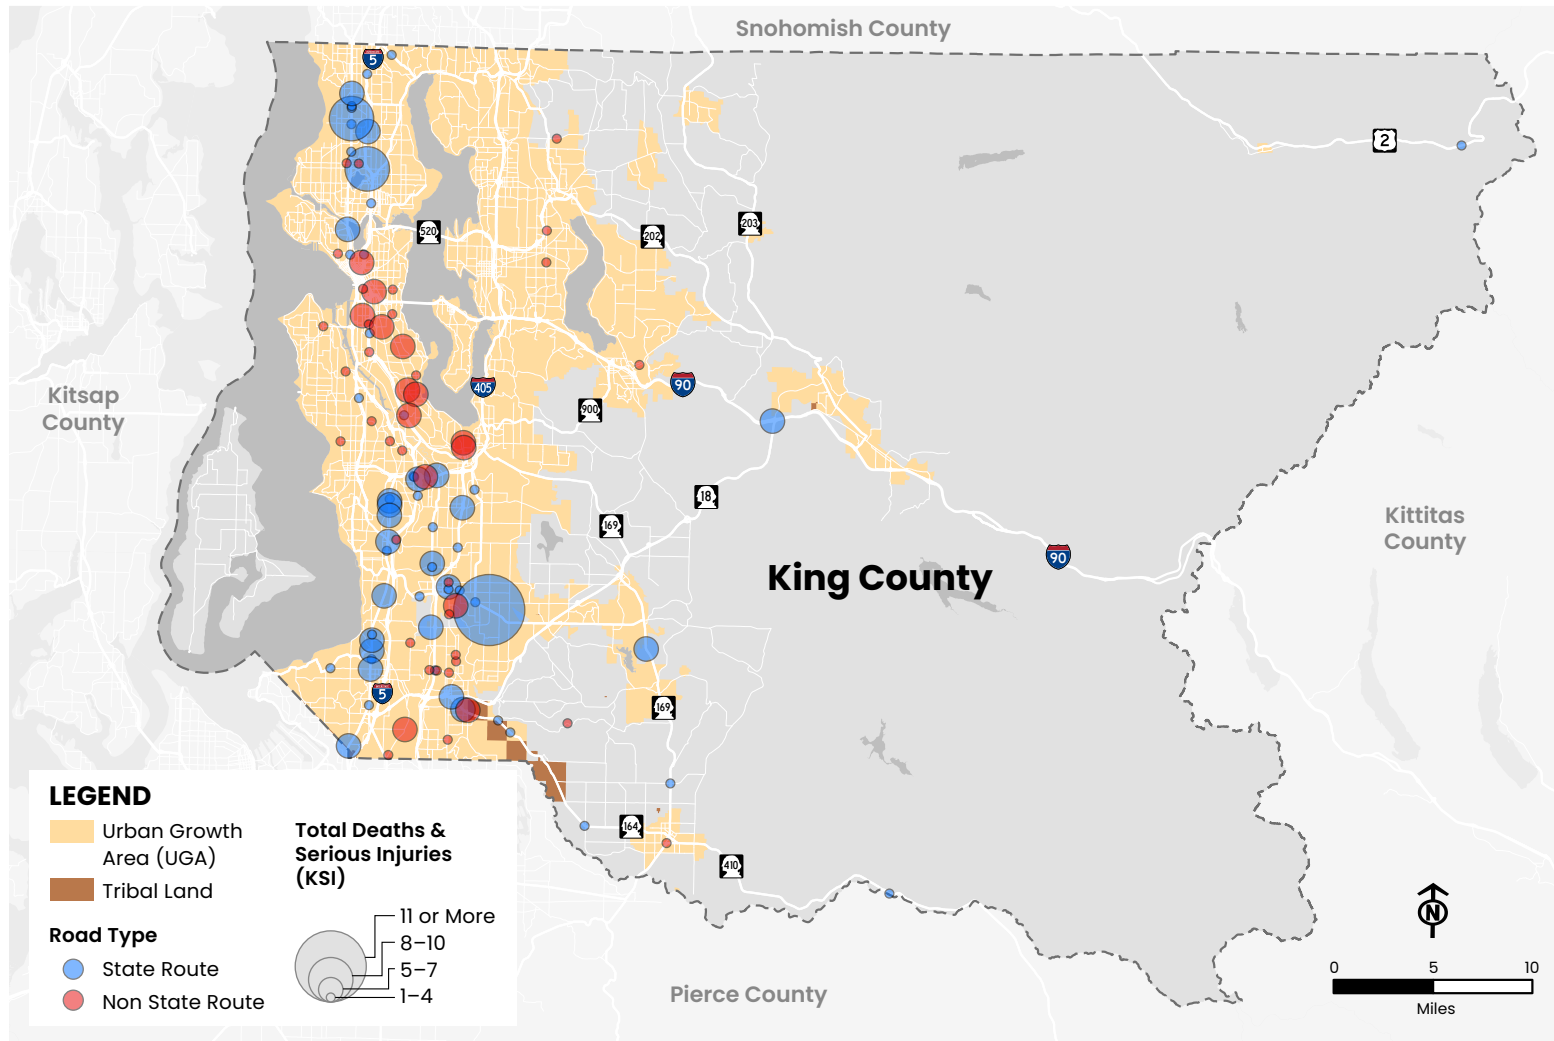 Snohomish County
5
2
520
202
203
Kitsap
County
405
90
900
18
169
Kittitas
County
90
King County
5
169
164
410
LEGEND
Urban Growth
Area (UGA)
Tribal Land
Road Type
State Route
Non State Route
Total Deaths &
Serious Injuries
(KSI)
11 or More
8–10
5–7
1–4
Pierce County
N
0 5 10
Miles